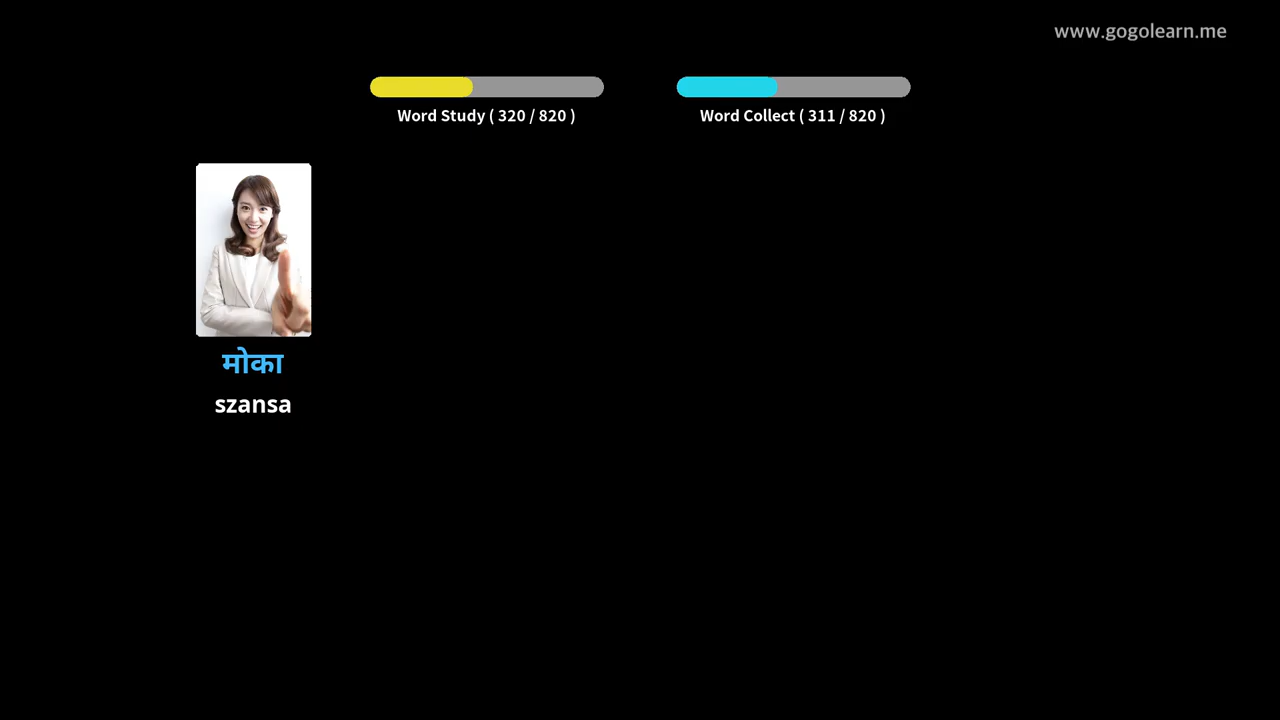 www.gogolearn.me
Word Study ( 320 / 820 )
Word Collect ( 311 / 820 )
मोका
szansa